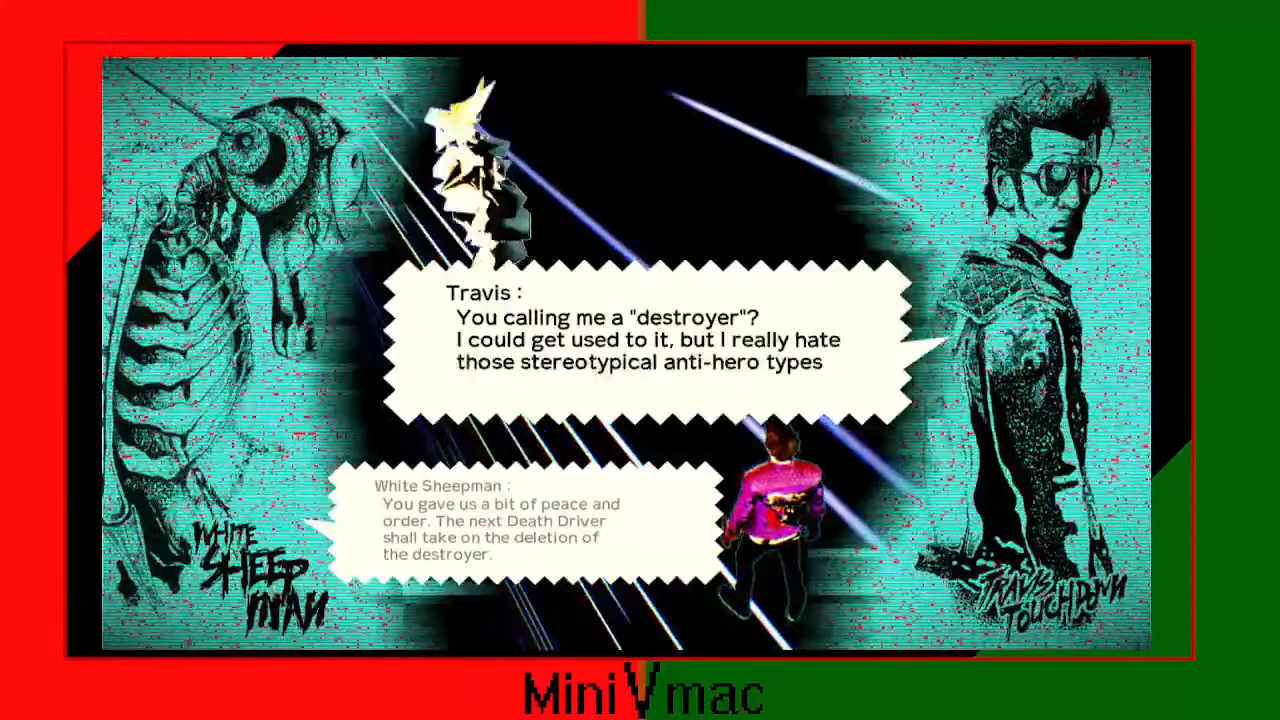 Travis :
You calling me a "destroyer"?
I could get used to it, but I really hate
those stereotypical anti-hero types
White Sheepman :
You gave us a bit of peace and
order. The next Death Driver
shall take on the deletion of
the destroyer.
WHITE
SHEEP
MAN
TRAVIS
TOUCHDOWN
Mini Vmac